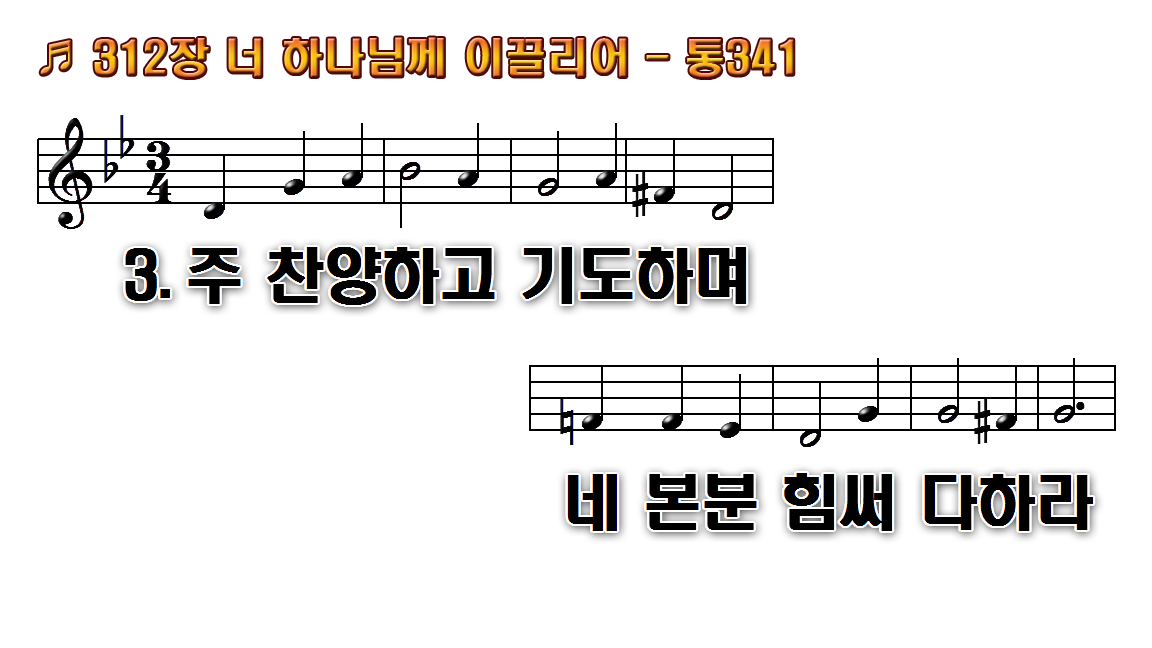 ♬ 312장 너 하나님께 이끌리어 - 통341
3. 주 찬양하고 기도하며
네 본분 힘써 다하라